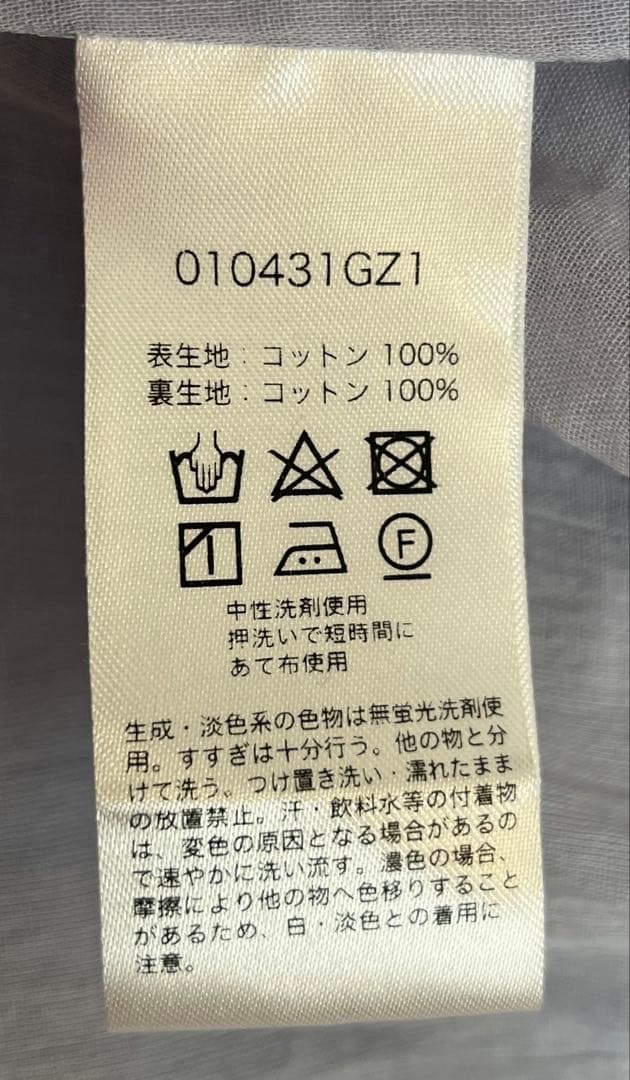 010431GZ1
表生地：コットン 100%
裏生地：コットン 100%
F
中性洗剤使用
押洗いで短時間に
あて布使用
生成・淡色系の色物は無蛍光洗剤使
用。すすぎは十分行う。他の物と分
けて洗う。つけ置き洗い・濡れたまま
の放置禁止。汗・飲料水等の付着物
は、変色の原因となる場合があるの
で速やかに洗い流す。濃色の場合、
摩擦により他の物へ色移りすること
があるため、白・淡色との着用に
注意。